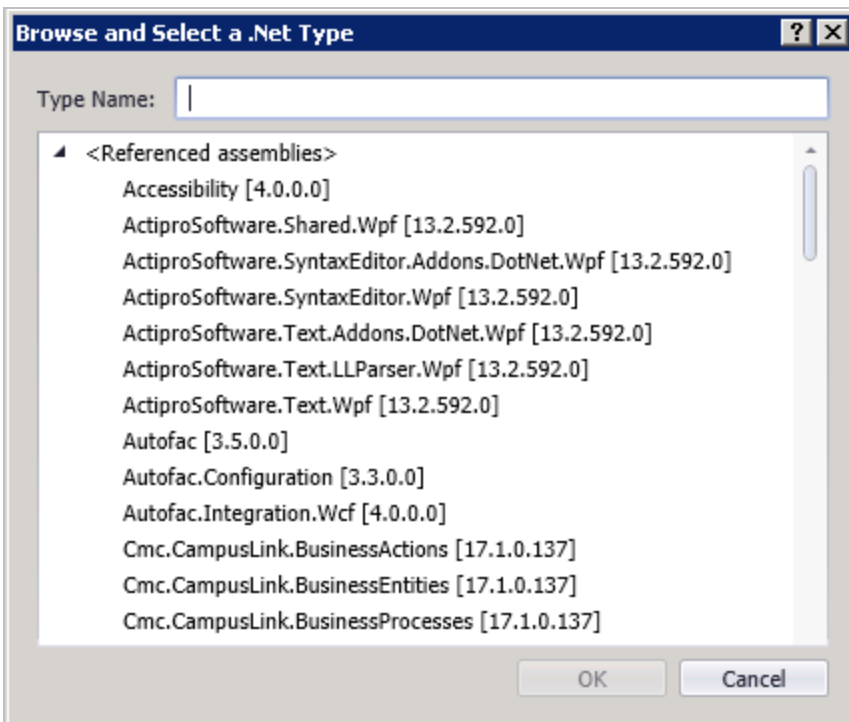 Browse and Select a .Net Type
Type Name:
<Referenced assemblies>
Accessibility [4.0.0.0]
ActiproSoftware.Shared.Wpf [13.2.592.0]
ActiproSoftware.SyntaxEditor.Addons.DotNet.Wpf [13.2.592.0]
ActiproSoftware.SyntaxEditor.Wpf [13.2.592.0]
ActiproSoftware.Text.Addons.DotNet.Wpf [13.2.592.0]
ActiproSoftware.Text.LLParser.Wpf [13.2.592.0]
ActiproSoftware.Text.Wpf [13.2.592.0]
Autofac [3.5.0.0]
Autofac.Configuration [3.3.0.0]
Autofac.Integration.Wcf [4.0.0.0]
Cmc.CampusLink.BusinessActions [17.1.0.137]
Cmc.CampusLink.BusinessEntities [17.1.0.137]
Cmc.CampusLink.BusinessProcesses [17.1.0.137]
OK Cancel